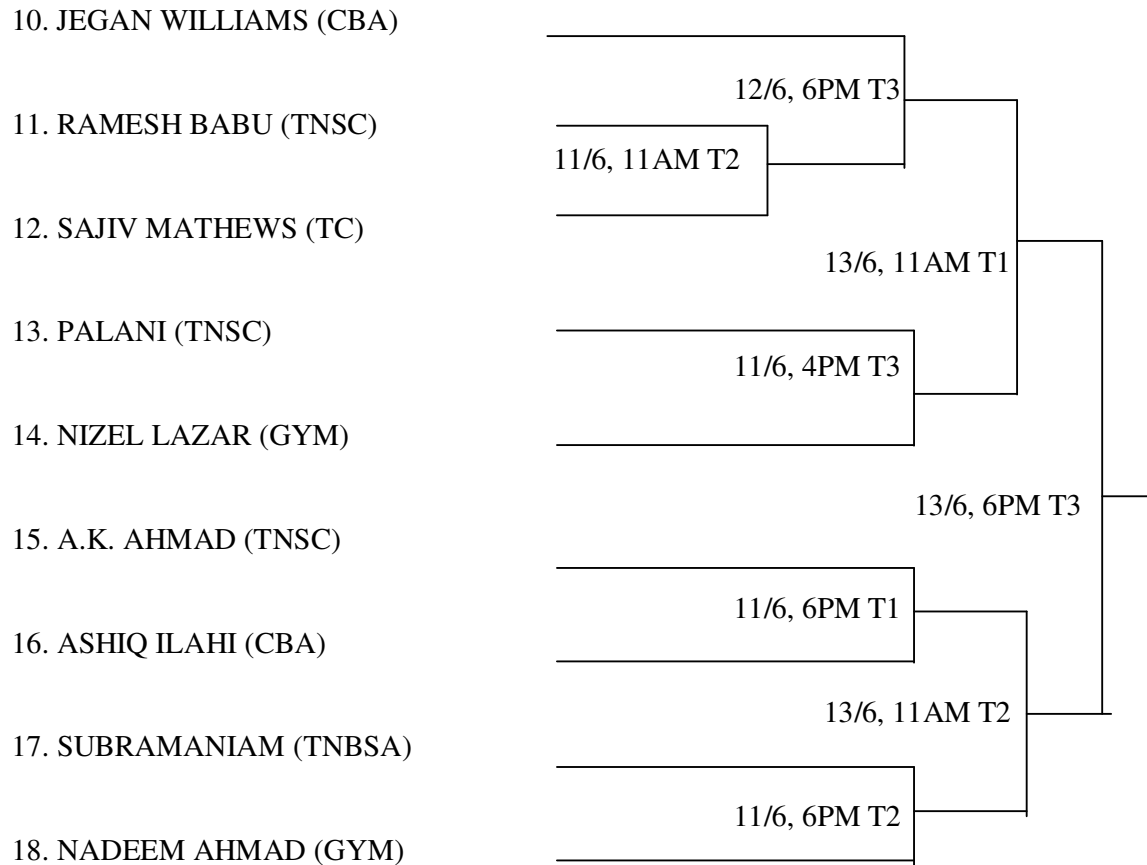 10. JEGAN WILLIAMS (CBA)
12/6, 6PM T3
11. RAMESH BABU (TNSC)
11/6, 11AM T2
12. SAJIV MATHEWS (TC)
13/6, 11AM T1
13. PALANI (TNSC)
11/6, 4PM T3
14. NIZEL LAZAR (GYM)
13/6, 6PM T3
15. A.K. AHMAD (TNSC)
11/6, 6PM T1
16. ASHIQ ILAHI (CBA)
13/6, 11AM T2
17. SUBRAMANIAM (TNBSA)
11/6, 6PM T2
18. NADEEM AHMAD (GYM)